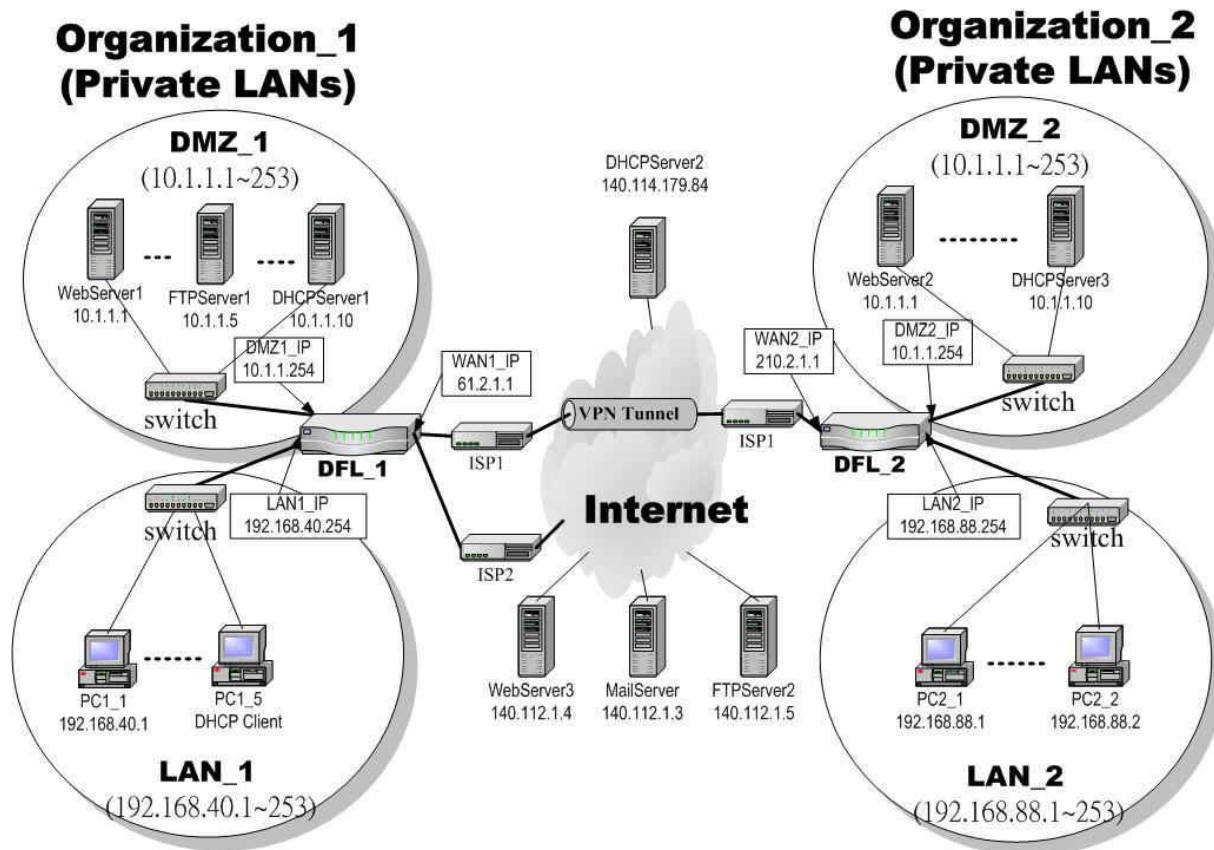 Organization_1
(Private LANs)
Organization_2
(Private LANs)
DMZ_1
(10.1.1.1~253)
WebServer1
10.1.1.1
FTPServer1
10.1.1.5
DHCPServer1
10.1.1.10
DMZ1_IP
10.1.1.254
switch
DHCPServer2
140.114.179.84
DMZ_2
(10.1.1.1~253)
WebServer2
10.1.1.1
DHCPServer3
10.1.1.10
WAN2_IP
210.2.1.1
DMZ2_IP
10.1.1.254
switch
WAN1_IP
61.2.1.1
VPN Tunnel
ISP1
ISP1
DFL_1
DFL_2
switch
LAN1_IP
192.168.40.254
ISP2
Internet
LAN2_IP
192.168.88.254
switch
PC1_1
192.168.40.1
PC1_5
DHCP Client
LAN_1
(192.168.40.1~253)
WebServer3
140.112.1.4
MailServer
140.112.1.3
FTPServer2
140.112.1.5
PC2_1
192.168.88.1
PC2_2
192.168.88.2
LAN_2
(192.168.88.1~253)